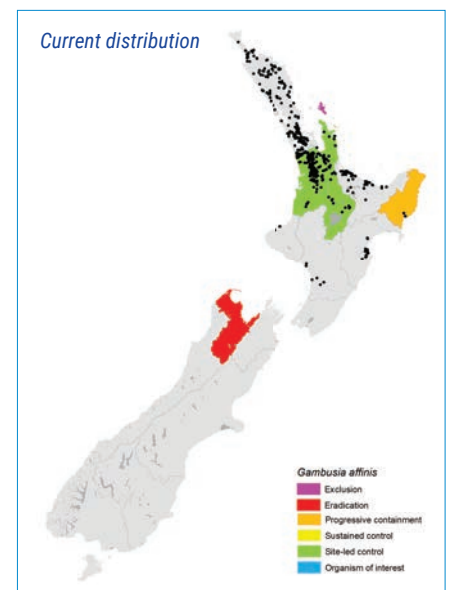 Current distribution
Gambusia affinis
Exclusion
Eradication
Progressive containment
Sustained control
Site-led control
Organism of interest